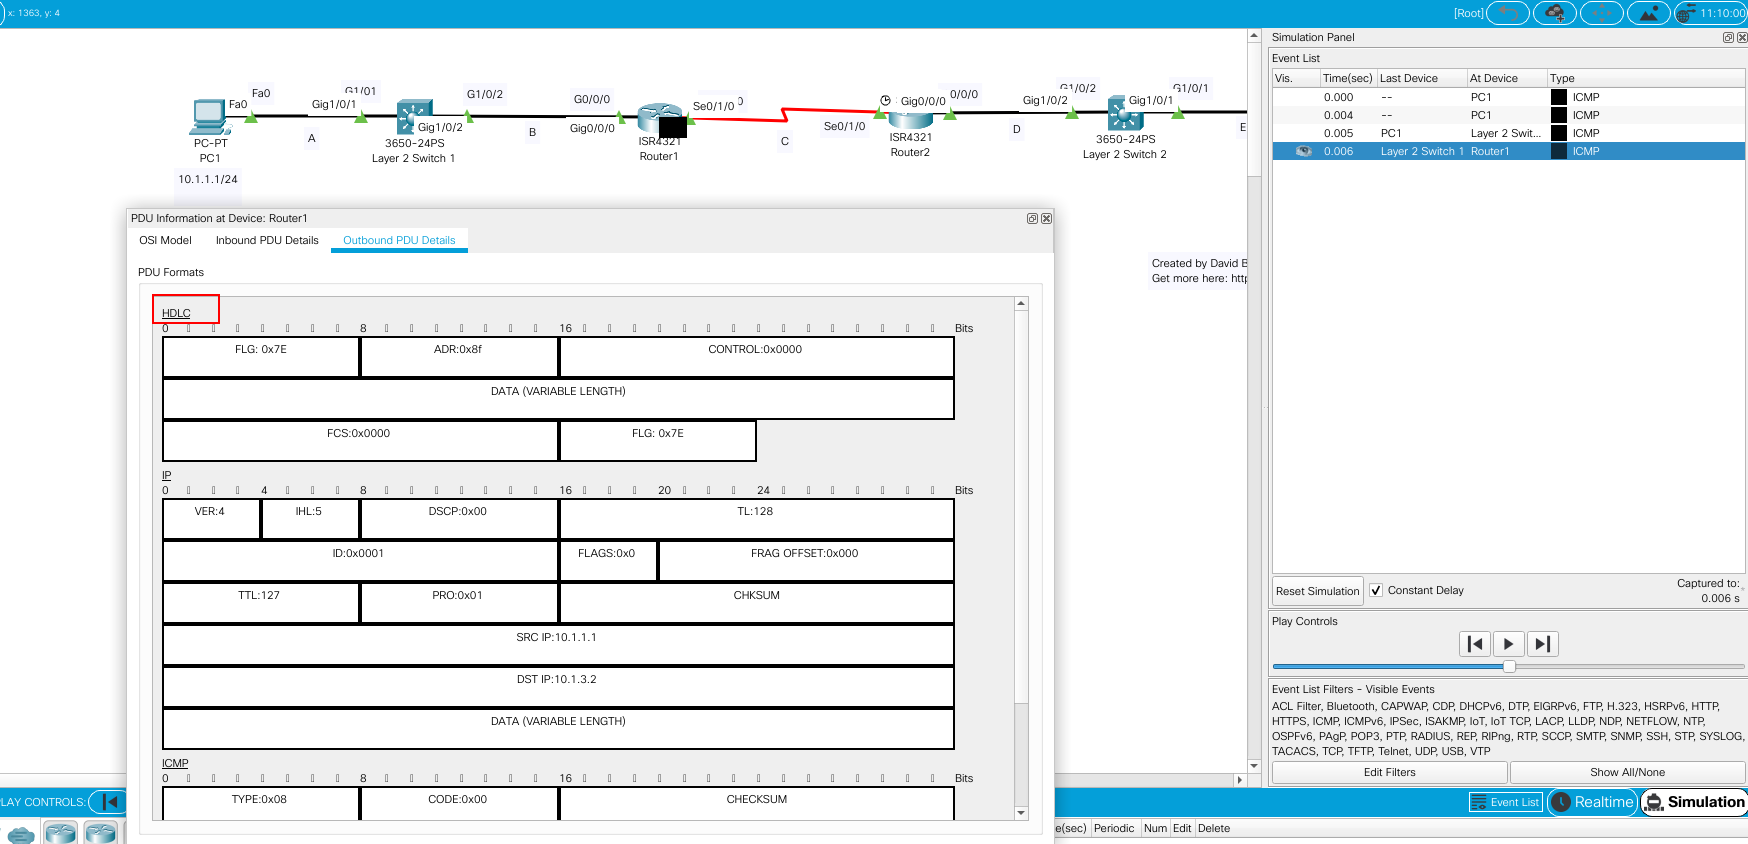 x: 1363, y: 4
[Root]
11:10:00
Simulation Panel
Event List
Vis. Time(sec) Last Device At Device Type
0.000 -- PC1 ICMP
0.004 -- PC1 ICMP
0.005 PC1 Layer 2 Swit... ICMP
0.006 Layer 2 Switch 1 Router1 ICMP
Fa0
Fa0
G1/01
Gig1/0/1
G1/0/2
Gig1/0/2
G0/0/0
Gig0/0/0
Se0/1/0
Se0/1/0
Gig0/0/0
0/0/0
Gig1/0/2
G1/0/2
Gig1/0/1
G1/0/1
A
B
C
D
E
PC-PT
PC1
3650-24PS
Layer 2 Switch 1
ISR4321
Router1
ISR4321
Router2
3650-24PS
Layer 2 Switch 2
10.1.1.1/24
PDU Information at Device: Router1
OSI Model Inbound PDU Details Outbound PDU Details
PDU Formats
HDLC
0 8 16 Bits
FLG: 0x7E ADR:0x8f CONTROL:0x0000
DATA (VARIABLE LENGTH)
FCS:0x0000 FLG: 0x7E
IP
0 4 8 16 20 24 Bits
VER:4 IHL:5 DSCP:0x00 TL:128
ID:0x0001 FLAGS:0x0 FRAG OFFSET:0x000
TTL:127 PRO:0x01 CHKSUM
SRC IP:10.1.1.1
DST IP:10.1.3.2
DATA (VARIABLE LENGTH)
ICMP
0 8 16 Bits
TYPE:0x08 CODE:0x00 CHECKSUM
Created by David B
Get more here: http
Reset Simulation Constant Delay
Captured to:
0.006 s
Play Controls
Event List Filters - Visible Events
ACL Filter, Bluetooth, CAPWAP, CDP, DHCPv6, DTP, EIGRPv6, FTP, H.323, HSRPv6, HTTP,
HTTPS, ICMP, ICMPv6, IPSec, ISAKMP, IoT, IoT TCP, LACP, LLDP, NDP, NETFLOW, NTP,
OSPFv6, PAgP, POP3, PTP, RADIUS, REP, RIPng, RTP, SCCP, SMTP, SNMP, SSH, STP, SYSLOG,
TACACS, TCP, TFTP, Telnet, UDP, USB, VTP
Edit Filters Show All/None
LAY CONTROLS:
Event List Realtime Simulation
e(sec) Periodic Num Edit Delete